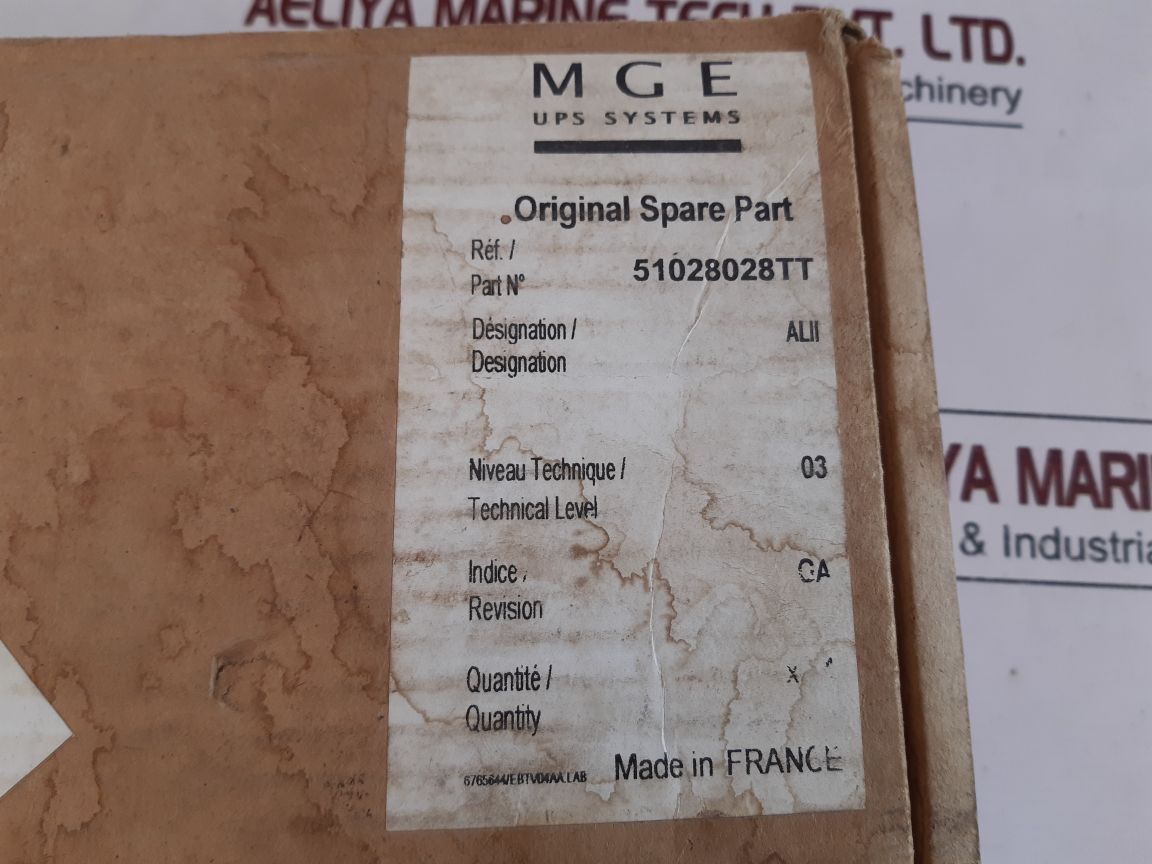 AELIYA MARINE TECH PVT. LTD.
chinery
MGE
UPS SYSTEMS
Original Spare Part
Réf. /
Part N° 51028028TT
Désignation / ALII
Designation
Niveau Technique / 03
Technical Level
Indice /
Revision
Quantité / x
Quantity
Made in FRANCE
YA MARI
& Industria